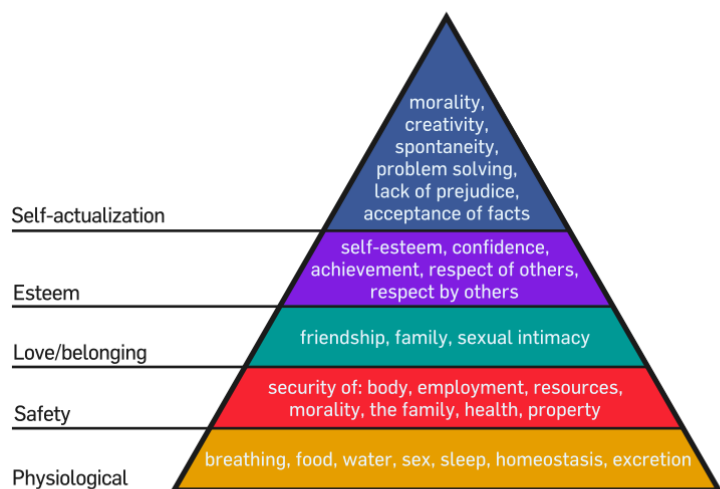 morality,
creativity,
spontaneity,
problem solving,
lack of prejudice,
acceptance of facts
Self-actualization
self-esteem, confidence,
achievement, respect of others,
respect by others
Esteem
friendship, family, sexual intimacy
Love/belonging
security of: body, employment, resources,
morality, the family, health, property
Safety
breathing, food, water, sex, sleep, homeostasis, excretion
Physiological